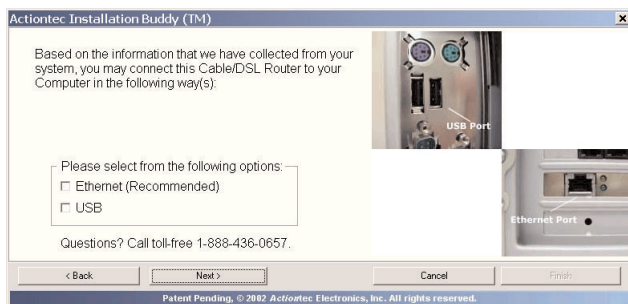 Actiontec Installation Buddy (TM)
Based on the information that we have collected from your
system, you may connect this Cable/DSL Router to your
Computer in the following way(s):
USB Port
Please select from the following options:
Ethernet (Recommended)
USB
Ethernet Port
Questions? Call toll-free 1-888-436-0657.
< Back
Next >
Cancel
Finish
Patent Pending, © 2002 Actiontec Electronics, Inc. All rights reserved.